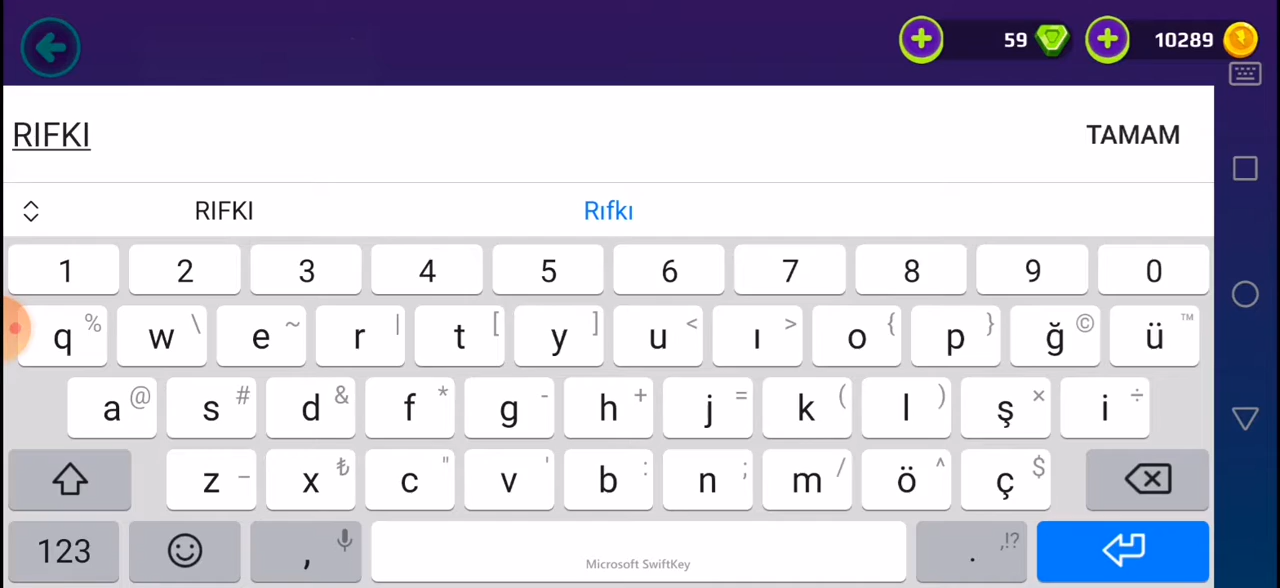 59 10289
RIFKI TAMAM
RIFKI Rıfkı
1 2 3 4 5 6 7 8 9 0
q % w \ e ~ r | t [ y ] u < ı > o { p } ğ © ü ™
a @ s # d & f * g - h + j = k ( l ) ş × i ÷
z _ x ₺ c " v ' b : n ; m / ö ^ ç $
123 , Microsoft SwiftKey . ,!?